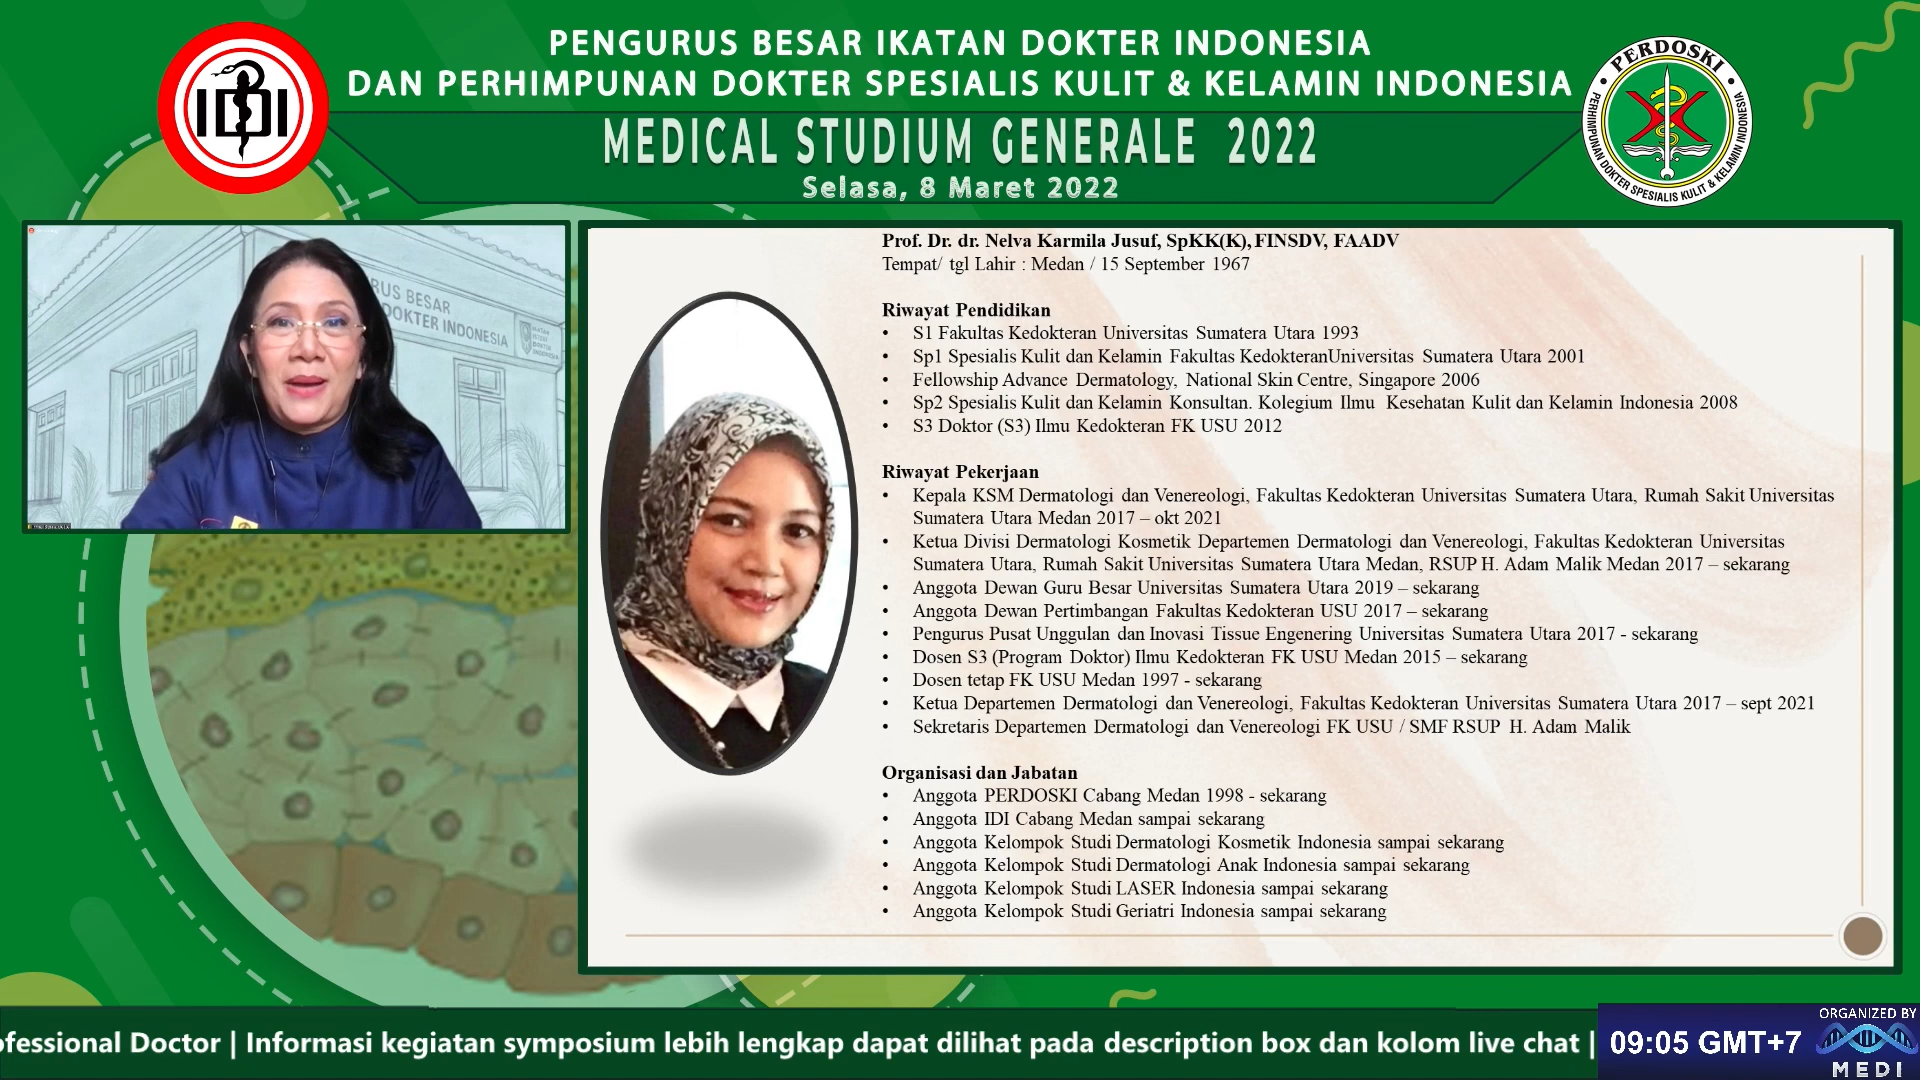 PENGURUS BESAR IKATAN DOKTER INDONESIA
DAN PERHIMPUNAN DOKTER SPESIALIS KULIT & KELAMIN INDONESIA
MEDICAL STUDIUM GENERALE 2022
Selasa, 8 Maret 2022
IDI
PERDOSKI
PERHIMPUNAN DOKTER SPESIALIS KULIT & KELAMIN INDONESIA
RUS BESAR
DOKTER INDONESIA
IKATAN
ISTRI
DOKTER
INDONESIA
Prof. Dr. dr. Nelva Karmila Jusuf, SpKK(K), FINSDV, FAADV
Tempat/ tgl Lahir : Medan / 15 September 1967
Riwayat Pendidikan
• S1 Fakultas Kedokteran Universitas Sumatera Utara 1993
• Sp1 Spesialis Kulit dan Kelamin Fakultas KedokteranUniversitas Sumatera Utara 2001
• Fellowship Advance Dermatology, National Skin Centre, Singapore 2006
• Sp2 Spesialis Kulit dan Kelamin Konsultan. Kolegium Ilmu Kesehatan Kulit dan Kelamin Indonesia 2008
• S3 Doktor (S3) Ilmu Kedokteran FK USU 2012
Riwayat Pekerjaan
• Kepala KSM Dermatologi dan Venereologi, Fakultas Kedokteran Universitas Sumatera Utara, Rumah Sakit Universitas
Sumatera Utara Medan 2017 – okt 2021
• Ketua Divisi Dermatologi Kosmetik Departemen Dermatologi dan Venereologi, Fakultas Kedokteran Universitas
Sumatera Utara, Rumah Sakit Universitas Sumatera Utara Medan, RSUP H. Adam Malik Medan 2017 – sekarang
• Anggota Dewan Guru Besar Universitas Sumatera Utara 2019 – sekarang
• Anggota Dewan Pertimbangan Fakultas Kedokteran USU 2017 – sekarang
• Pengurus Pusat Unggulan dan Inovasi Tissue Engenering Universitas Sumatera Utara 2017 - sekarang
• Dosen S3 (Program Doktor) Ilmu Kedokteran FK USU Medan 2015 – sekarang
• Dosen tetap FK USU Medan 1997 - sekarang
• Ketua Departemen Dermatologi dan Venereologi, Fakultas Kedokteran Universitas Sumatera Utara 2017 – sept 2021
• Sekretaris Departemen Dermatologi dan Venereologi FK USU / SMF RSUP H. Adam Malik
Organisasi dan Jabatan
• Anggota PERDOSKI Cabang Medan 1998 - sekarang
• Anggota IDI Cabang Medan sampai sekarang
• Anggota Kelompok Studi Dermatologi Kosmetik Indonesia sampai sekarang
• Anggota Kelompok Studi Dermatologi Anak Indonesia sampai sekarang
• Anggota Kelompok Studi LASER Indonesia sampai sekarang
• Anggota Kelompok Studi Geriatri Indonesia sampai sekarang
ofessional Doctor | Informasi kegiatan symposium lebih lengkap dapat dilihat pada description box dan kolom live chat |
09:05 GMT+7
ORGANIZED BY
MEDI